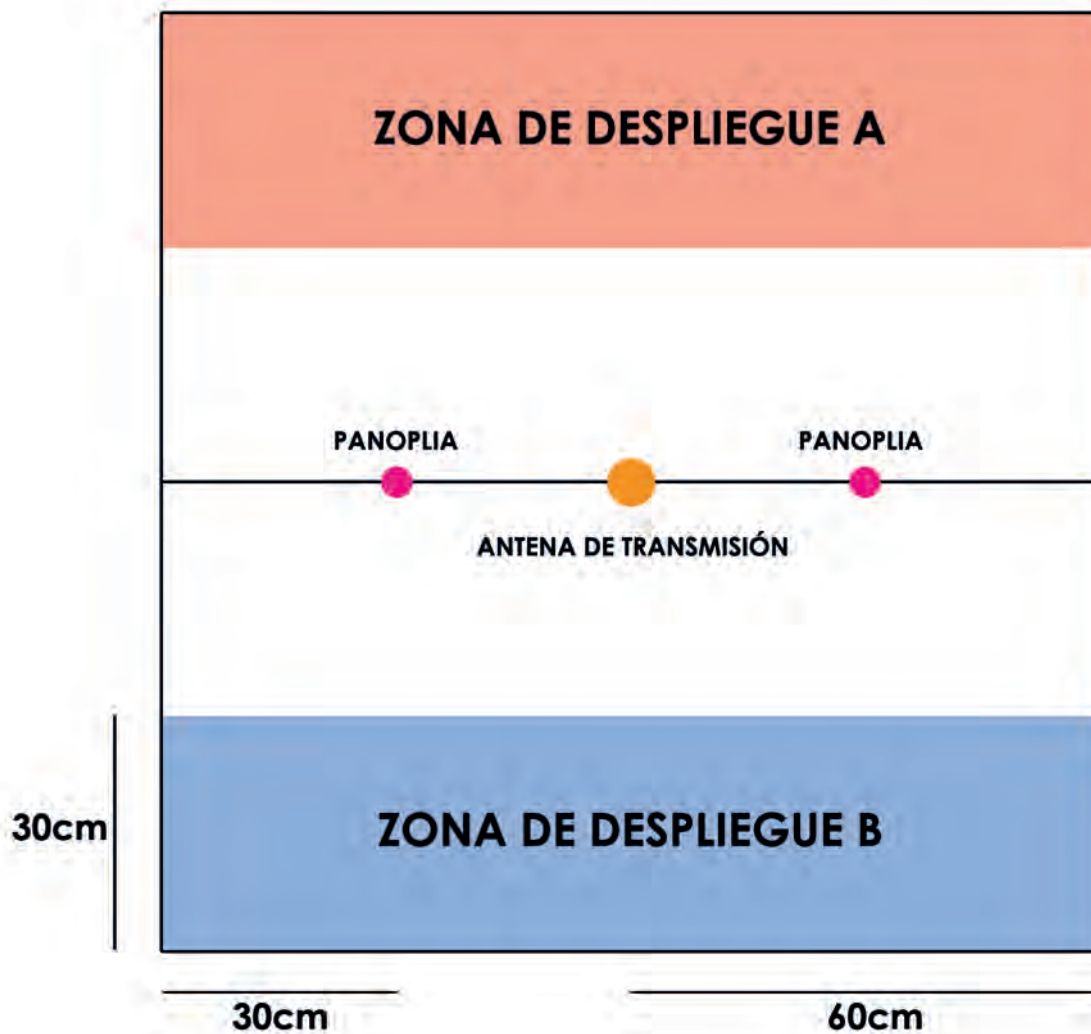 ZONA DE DESPLIEGUE A
PANOPLIA
PANOPLIA
ANTENA DE TRANSMISIÓN
30cm
ZONA DE DESPLIEGUE B
30cm
60cm